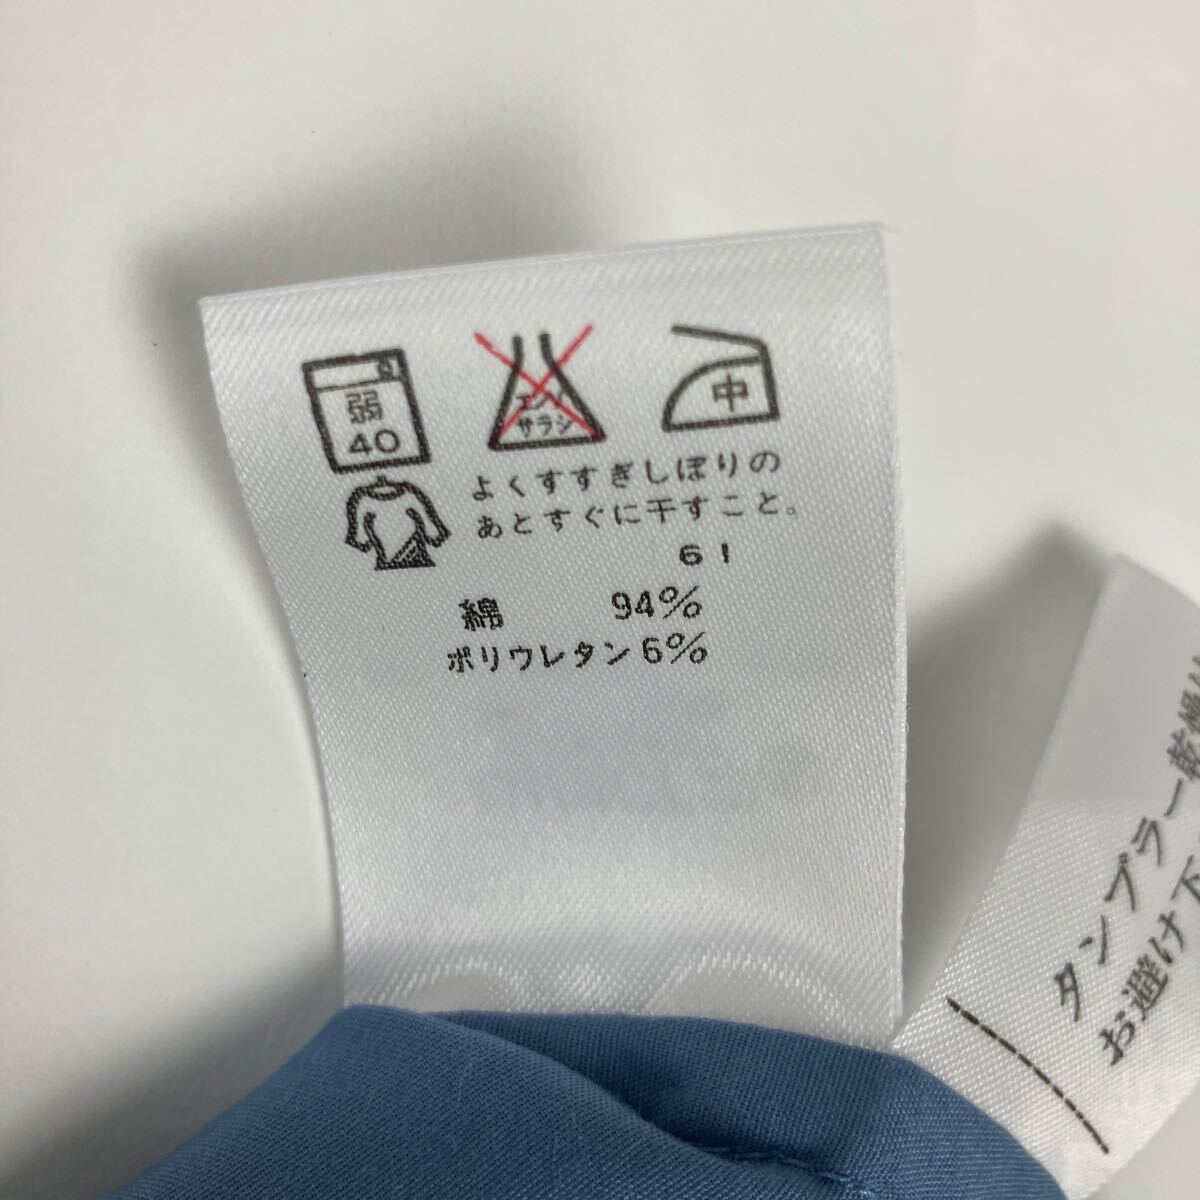 弱
40
エンソ
サラシ
中
よくすすぎしぼりの
あとすぐに干すこと。
61
綿 94%
ポリウレタン 6%
タンブラー乾燥は
お避け下